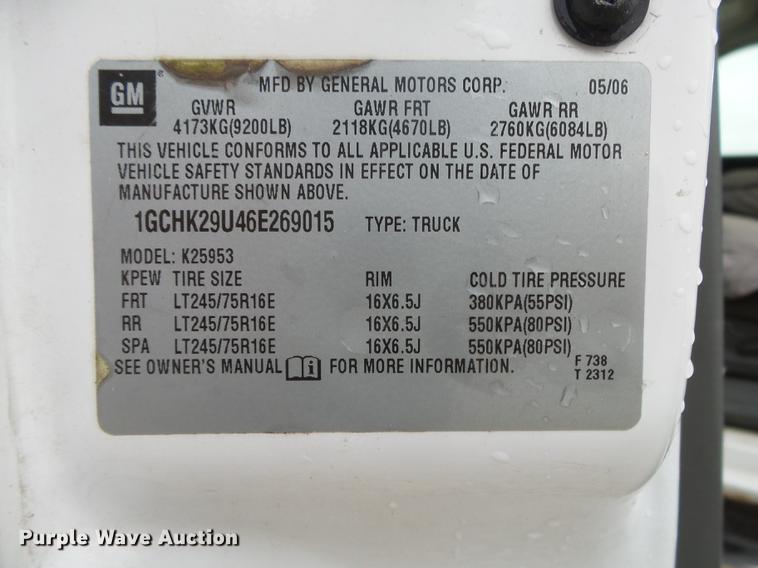 GM
MFD BY GENERAL MOTORS CORP. 05/06
GVWR GAWR FRT GAWR RR
4173KG(9200LB) 2118KG(4670LB) 2760KG(6084LB)
THIS VEHICLE CONFORMS TO ALL APPLICABLE U.S. FEDERAL MOTOR
VEHICLE SAFETY STANDARDS IN EFFECT ON THE DATE OF
MANUFACTURE SHOWN ABOVE.
1GCHK29U46E269015 TYPE: TRUCK
MODEL: K25953
KPEW TIRE SIZE RIM COLD TIRE PRESSURE
FRT LT245/75R16E 16X6.5J 380KPA(55PSI)
RR LT245/75R16E 16X6.5J 550KPA(80PSI)
SPA LT245/75R16E 16X6.5J 550KPA(80PSI)
SEE OWNER'S MANUAL i FOR MORE INFORMATION. F 738
T 2312
Purple Wave Auction